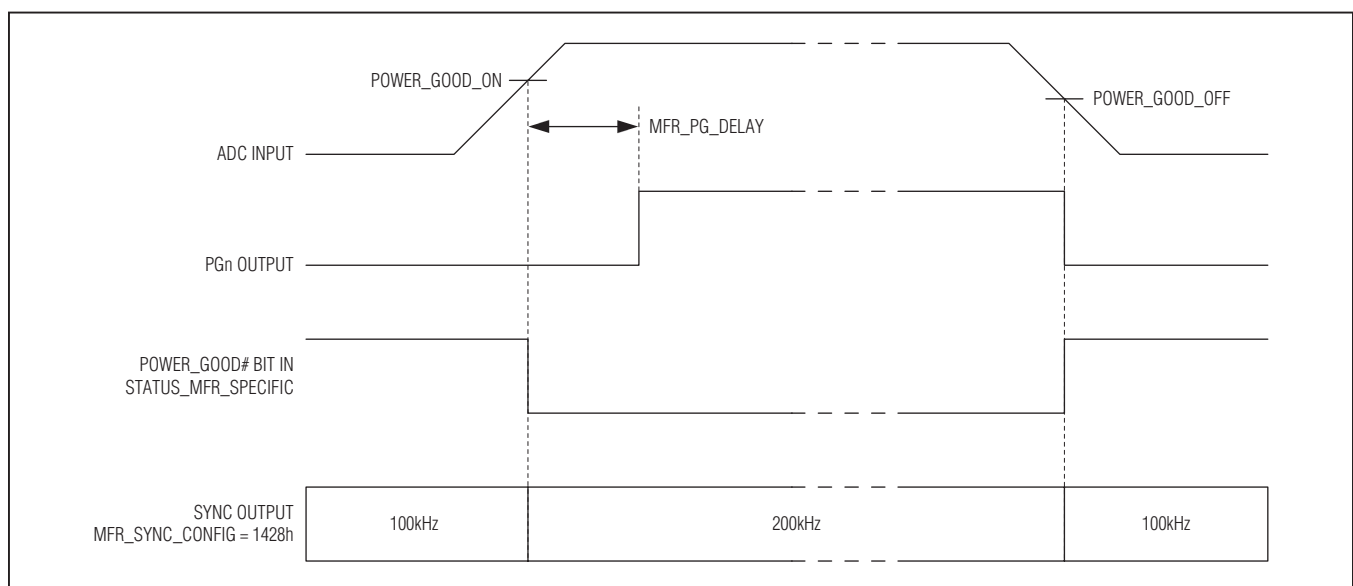 POWER_GOOD_ON
POWER_GOOD_OFF
MFR_PG_DELAY
ADC INPUT
PGn OUTPUT
POWER_GOOD# BIT IN
STATUS_MFR_SPECIFIC
SYNC OUTPUT
MFR_SYNC_CONFIG = 1428h
100kHz
200kHz
100kHz